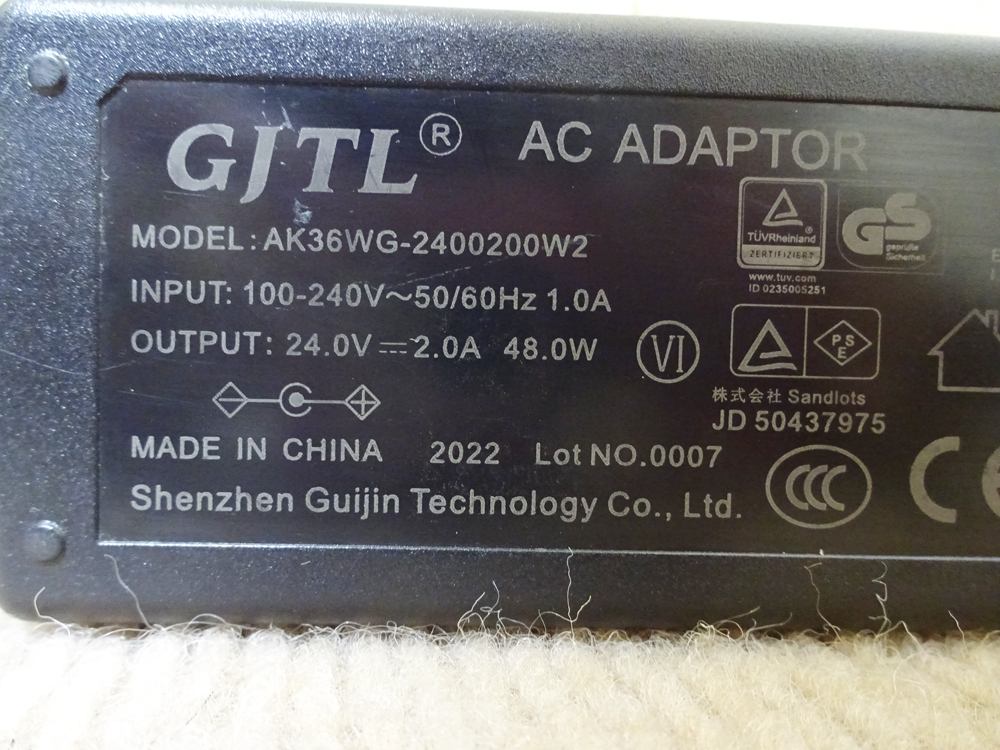 GJTL® AC ADAPTOR
MODEL: AK36WG-2400200W2
TÜVRheinland®
ZERTIFIZIERT
GS
geprüfte
Sicherheit
www.tuv.com
ID 0235005251
INPUT: 100-240V～50/60Hz 1.0A
OUTPUT: 24.0V⎓2.0A 48.0W
VI
PSE
株式会社 Sandlots
JD 50437975
MADE IN CHINA 2022 Lot NO.0007
CCC
CE
Shenzhen Guijin Technology Co., Ltd.